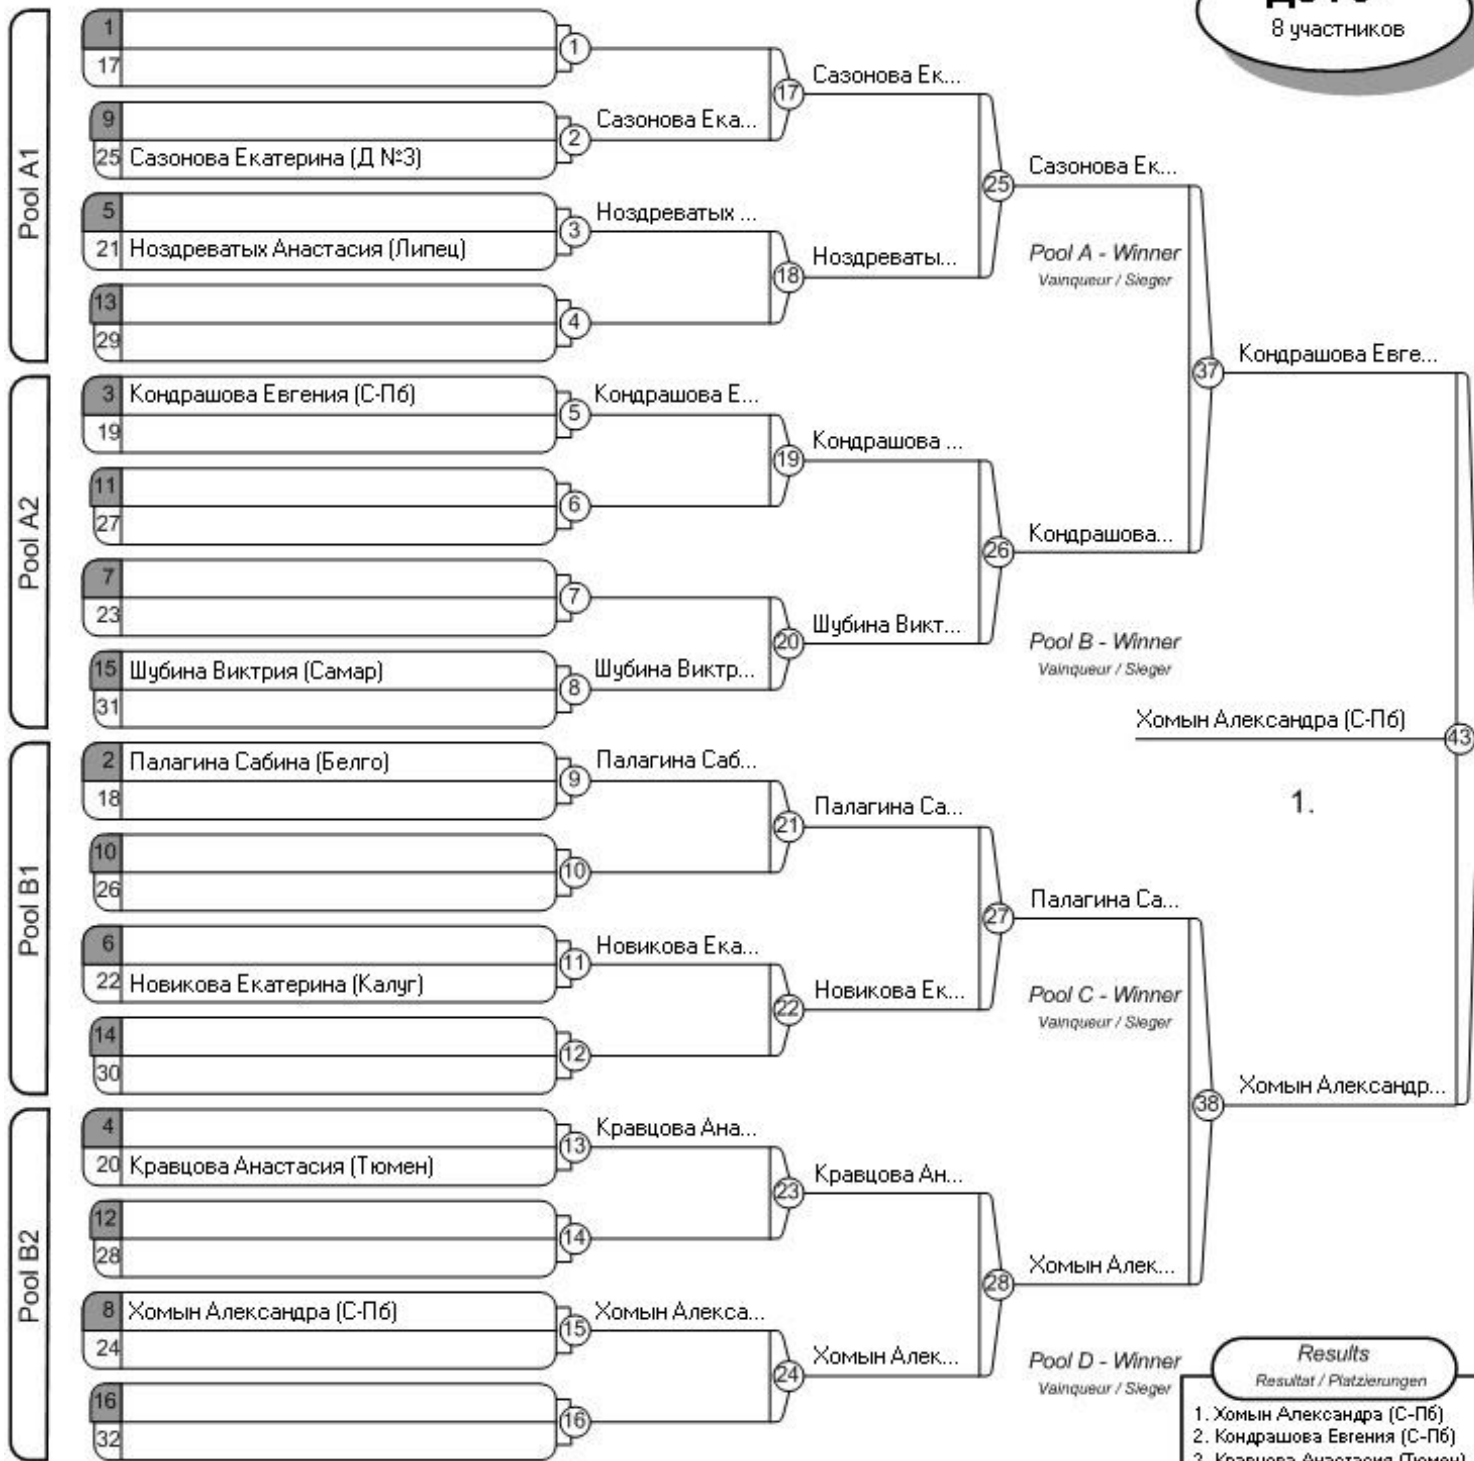 8 участников
Pool A1
1
17
1
9
25 Сазонова Екатерина (Д №3)
2
Сазонова Ека...
17
Сазонова Ек...
5
21 Ноздреватых Анастасия (Липец)
3
Ноздреватых ...
13
29
4
18
Ноздреваты...
25
Сазонова Ек...
Pool A - Winner
Vainqueur / Sieger
Pool A2
3 Кондрашова Евгения (С-Пб)
19
5
Кондрашова Е...
11
27
6
19
Кондрашова ...
7
23
7
15 Шубина Виктрия (Самар)
31
8
Шубина Виктр...
20
Шубина Викт...
26
Кондрашова...
Pool B - Winner
Vainqueur / Sieger
37
Кондрашова Евге...
Хомын Александра (С-Пб)
43
1.
Pool B1
2 Палагина Сабина (Белго)
18
9
Палагина Саб...
10
26
10
21
Палагина Са...
6
22 Новикова Екатерина (Калуг)
11
Новикова Ека...
14
30
12
22
Новикова Ек...
27
Палагина Са...
Pool C - Winner
Vainqueur / Sieger
38
Хомын Александр...
Pool B2
4
20 Кравцова Анастасия (Тюмен)
13
Кравцова Ана...
12
28
14
23
Кравцова Ан...
8 Хомын Александра (С-Пб)
24
15
Хомын Алекса...
16
32
16
24
Хомын Алек...
28
Хомын Алек...
Pool D - Winner
Vainqueur / Sieger
Results
Resultat / Platzierungen
1. Хомын Александра (С-Пб)
2. Кондрашова Евгения (С-Пб)
3. Кравцова Анастасия (Тюмен)